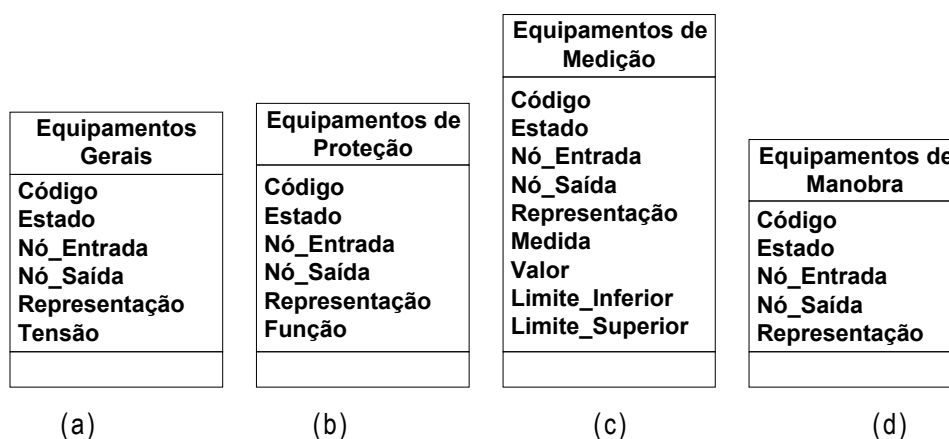 Equipamentos
Gerais
Código
Estado
Nó_Entrada
Nó_Saída
Representação
Tensão
(a)
Equipamentos de
Proteção
Código
Estado
Nó_Entrada
Nó_Saída
Representação
Função
(b)
Equipamentos de
Medição
Código
Estado
Nó_Entrada
Nó_Saída
Representação
Medida
Valor
Limite_Inferior
Limite_Superior
(c)
Equipamentos de
Manobra
Código
Estado
Nó_Entrada
Nó_Saída
Representação
(d)